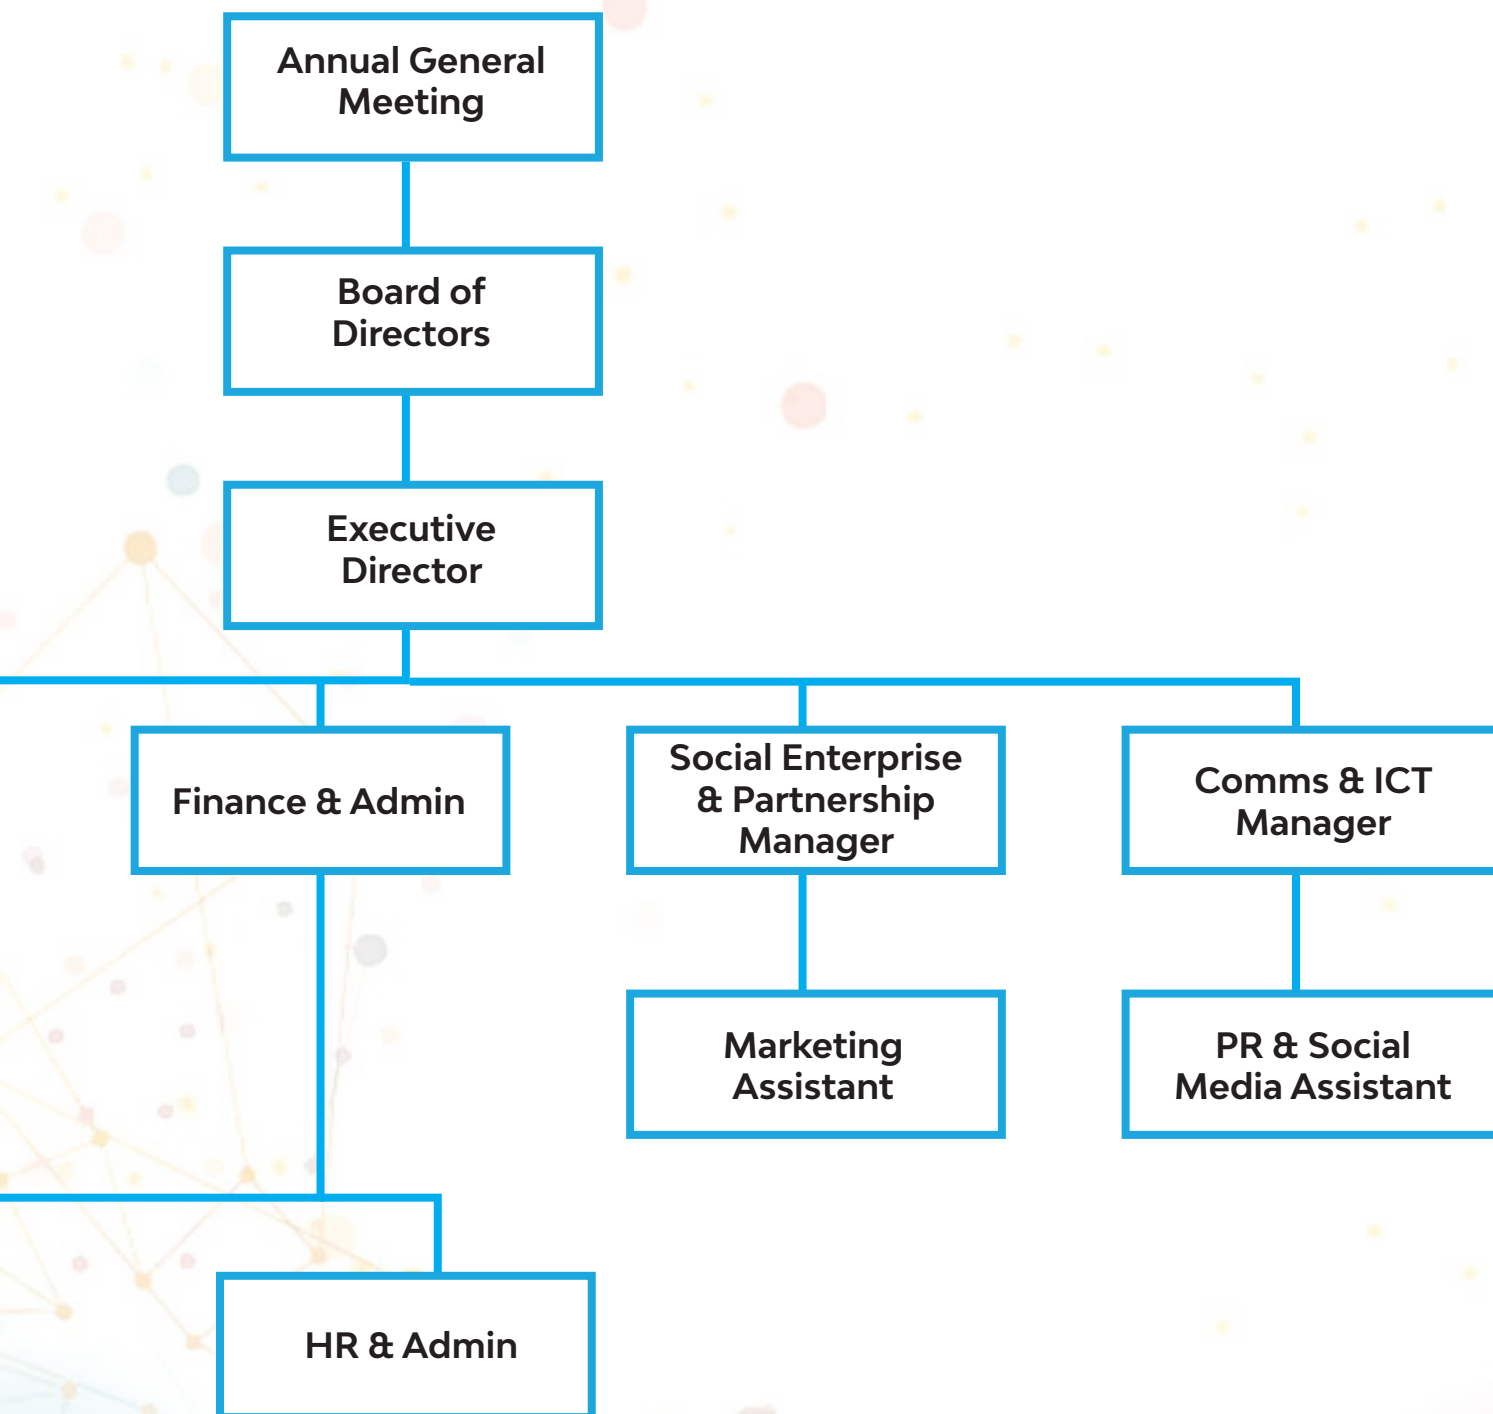 Annual General
Meeting
Board of
Directors
Executive
Director
Finance & Admin
Social Enterprise
& Partnership
Manager
Comms & ICT
Manager
Marketing
Assistant
PR & Social
Media Assistant
HR & Admin